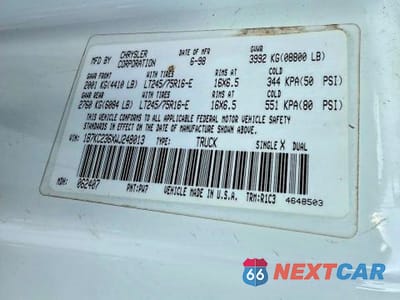 CHRYSLER CORPORATION DATE OF MFR 6-98 GVWR 3992 KG(08800 LB)
GAWR FRONT WITH TIRES RIMS AT COLD
2001 KG(4410 LB) LT245/75R16-E 16X6.5 344 KPA(50 PSI)
GAWR REAR WITH TIRES RIMS AT COLD
2760 KG(6084 LB) LT245/75R16-E 16X6.5 551 KPA(80 PSI)
THIS VEHICLE CONFORMS TO ALL APPLICABLE FEDERAL MOTOR VEHICLE
SAFETY STANDARDS IN EFFECT ON THE DATE OF MANUFACTURE SHOWN ABOVE.
VIN: TYPE: TRUCK SINGLE X DUAL
MDH: 062407 PNT:PW7 VEHICLE MADE IN U.S.A. TRM:R1C3 4648503
66 NEXTCAR